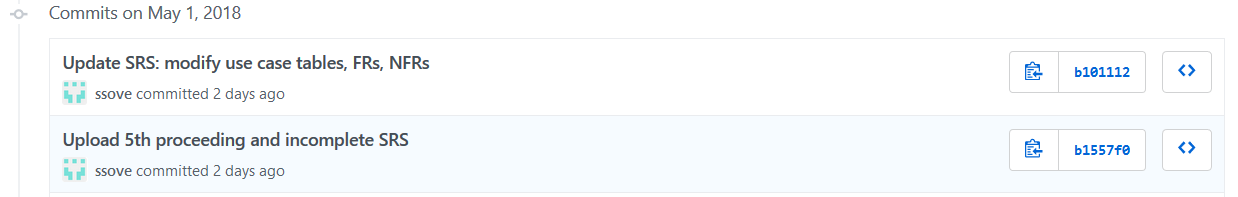 Commits on May 1, 2018
Update SRS: modify use case tables, FRs, NFRs
b101112
ssove committed 2 days ago
Upload 5th proceeding and incomplete SRS
b1557f0
ssove committed 2 days ago